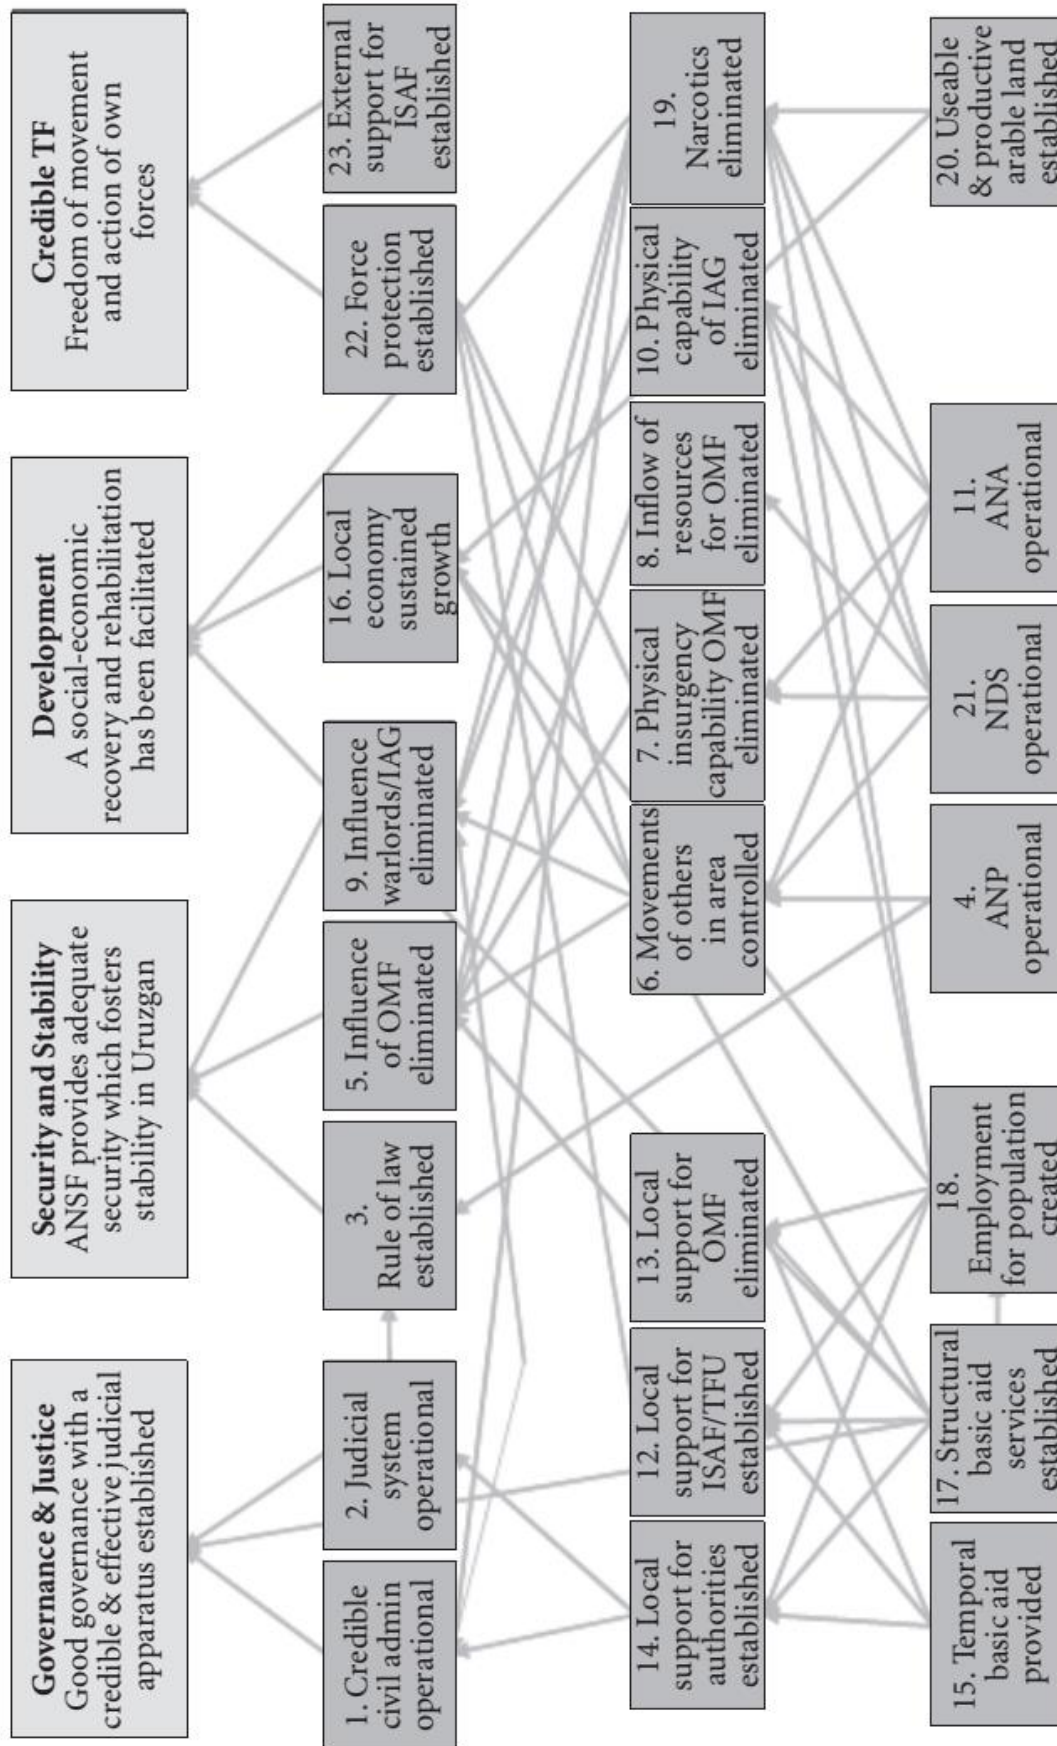 Governance & Justice
Good governance with a
credible & effective judicial
apparatus established
Security and Stability
ANSF provides adequate
security which fosters
stability in Uruzgan
Development
A social-economic
recovery and rehabilitation
has been facilitated
Credible TF
Freedom of movement
and action of own
forces
1. Credible
civil admin
operational
2. Judicial
system
operational
3.
Rule of law
established
5. Influence
of OMF
eliminated
9. Influence
warlords/IAG
eliminated
16. Local
economy
sustained
growth
22. Force
protection
established
23. External
support for
ISAF
established
14. Local
support for
authorities
established
12. Local
support for
ISAF/TFU
established
13. Local
support for
OMF
eliminated
6. Movements
of others
in area
controlled
7. Physical
insurgency
capability OMF
eliminated
8. Inflow of
resources
for OMF
eliminated
10. Physical
capability
of IAG
eliminated
19.
Narcotics
eliminated
15. Temporal
basic aid
provided
17. Structural
basic aid
services
established
18.
Employment
for population
created
4.
ANP
operational
21.
NDS
operational
11.
ANA
operational
20. Useable
& productive
arable land
established